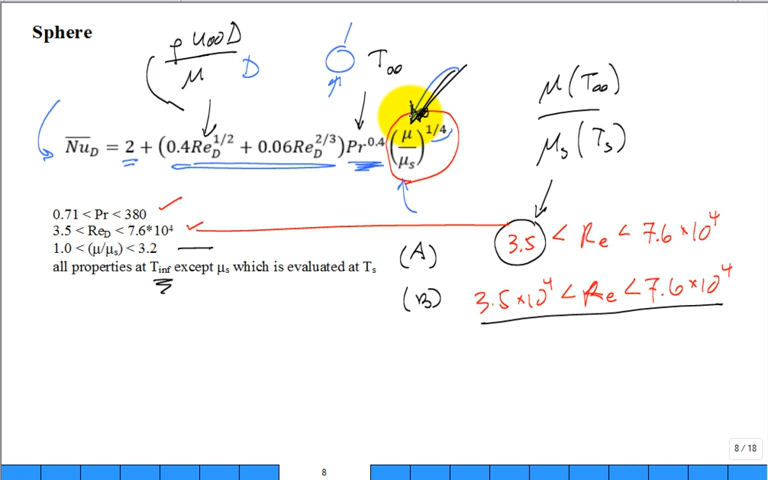 Sphere
ρ u∞ D
μ
D
T∞
μ(T∞)
μs(Ts)
Nu_D = 2 + (0.4Re_D^1/2 + 0.06Re_D^2/3)Pr^0.4(μ/μs)^1/4
0.71 < Pr < 380
3.5 < ReD < 7.6*10^4
1.0 < (μ/μs) < 3.2
all properties at Tinf except μs which is evaluated at Ts
(A) 3.5 < Re < 7.6×10^4
(B) 3.5×10^4 < Re < 7.6×10^4
8 / 18
8